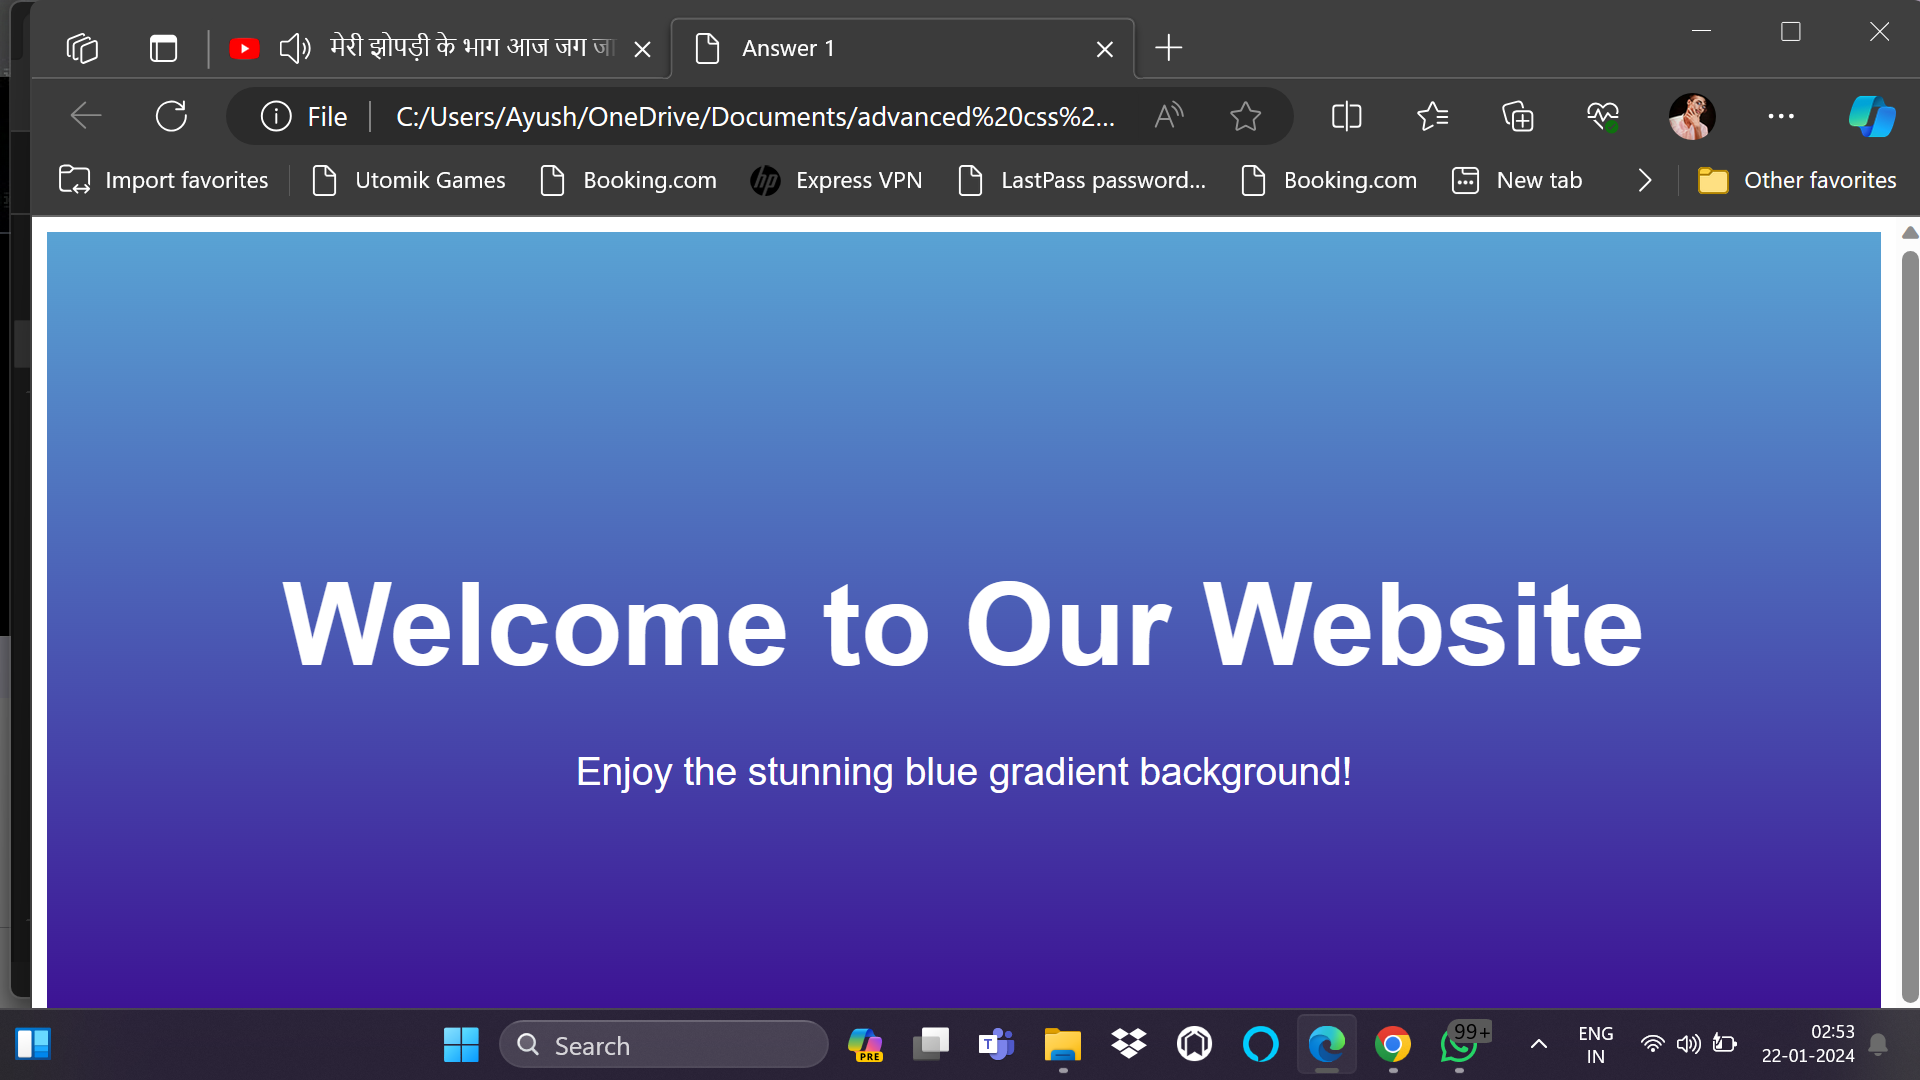 मेरी झोपड़ी के भाग आज जग जा
Answer 1
File
C:/Users/Ayush/OneDrive/Documents/advanced%20css%2...
Import favorites
Utomik Games
Booking.com
Express VPN
LastPass password...
Booking.com
New tab
Other favorites
Welcome to Our Website
Enjoy the stunning blue gradient background!
Search
PRE
T
99+
ENG
IN
02:53
22-01-2024